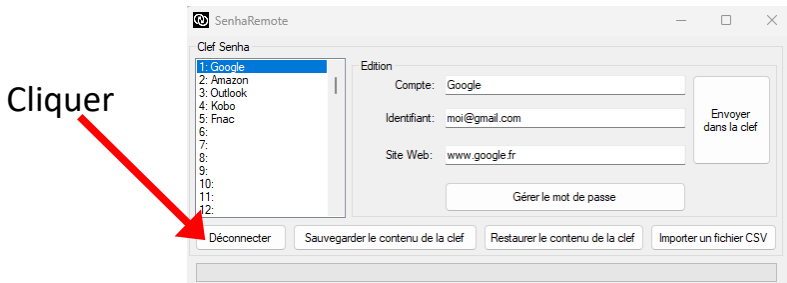 SenhaRemote
Clef Senha
1: Google
2: Amazon
3: Outlook
4: Kobo
5: Fnac
6:
7:
8:
9:
10:
11:
12:
Edition
Compte: Google
Identifiant: moi@gmail.com
Site Web: www.google.fr
Envoyer
dans la clef
Gérer le mot de passe
Cliquer
Déconnecter Sauvegarder le contenu de la clef Restaurer le contenu de la clef Importer un fichier CSV